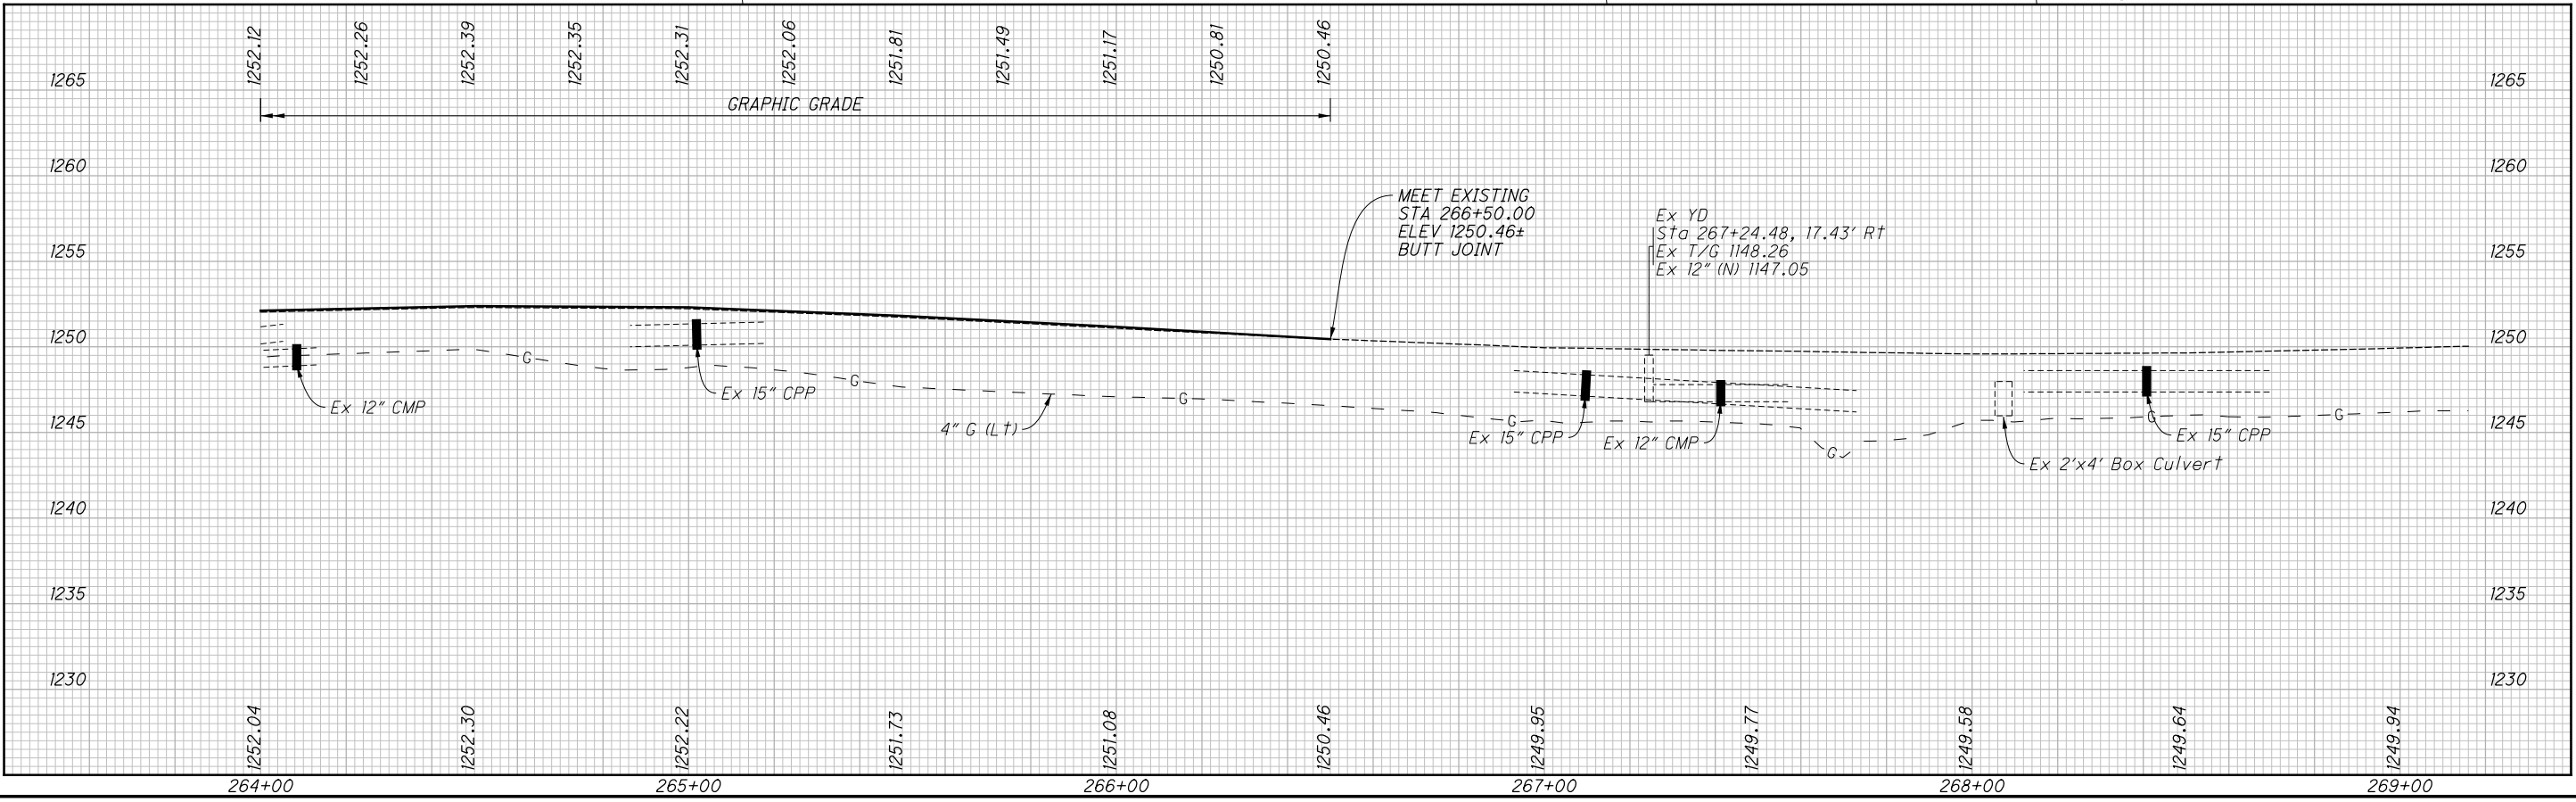 1252.12 1252.26 1252.39 1252.35 1252.31 1252.06 1251.81 1251.49 1251.17 1250.81 1250.46
1265 1265
GRAPHIC GRADE
1260 1260
MEET EXISTING
STA 266+50.00
ELEV 1250.46±
BUTT JOINT
Ex YD
Sta 267+24.48, 17.43' Rt
Ex T/G 1148.26
Ex 12" (N) 1147.05
1255 1255
1250 1250
G
G
G
G
G
G
G
Ex 12" CMP
Ex 15" CPP
4" G (Lt)
Ex 15" CPP
Ex 12" CMP
Ex 2'x4' Box Culvert
Ex 15" CPP
1245 1245
1240 1240
1235 1235
1230 1230
1252.04 1252.30 1252.22 1251.73 1251.08 1250.46 1249.95 1249.77 1249.58 1249.64 1249.94
264+00 265+00 266+00 267+00 268+00 269+00